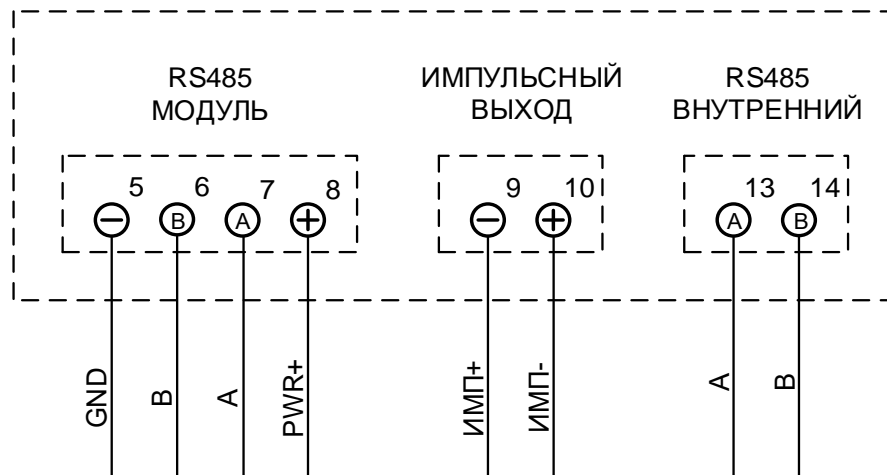 RS485
МОДУЛЬ
ИМПУЛЬСНЫЙ
ВЫХОД
RS485
ВНУТРЕННИЙ
5 6 7 8
− B A +
9 10
− +
13 14
A B
GND
B
A
PWR+
ИМП+
ИМП-
A
B